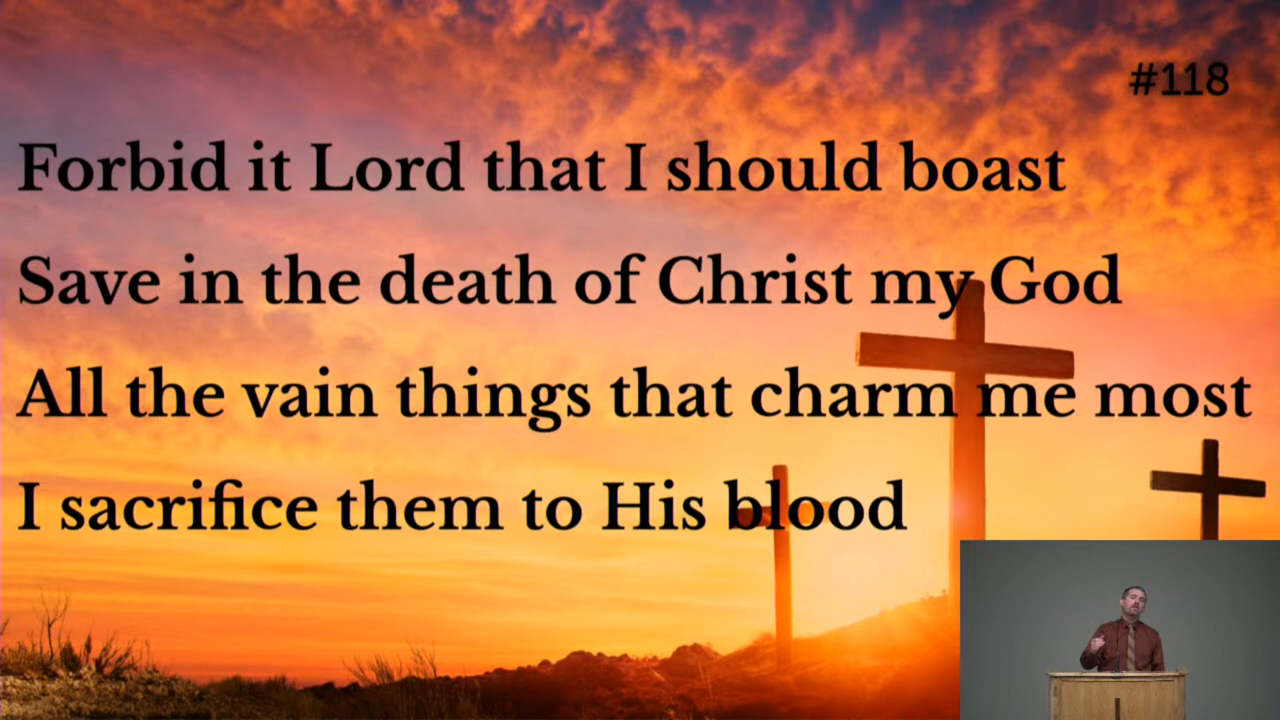 #118
Forbid it Lord that I should boast
Save in the death of Christ my God
All the vain things that charm me most
I sacrifice them to His blood